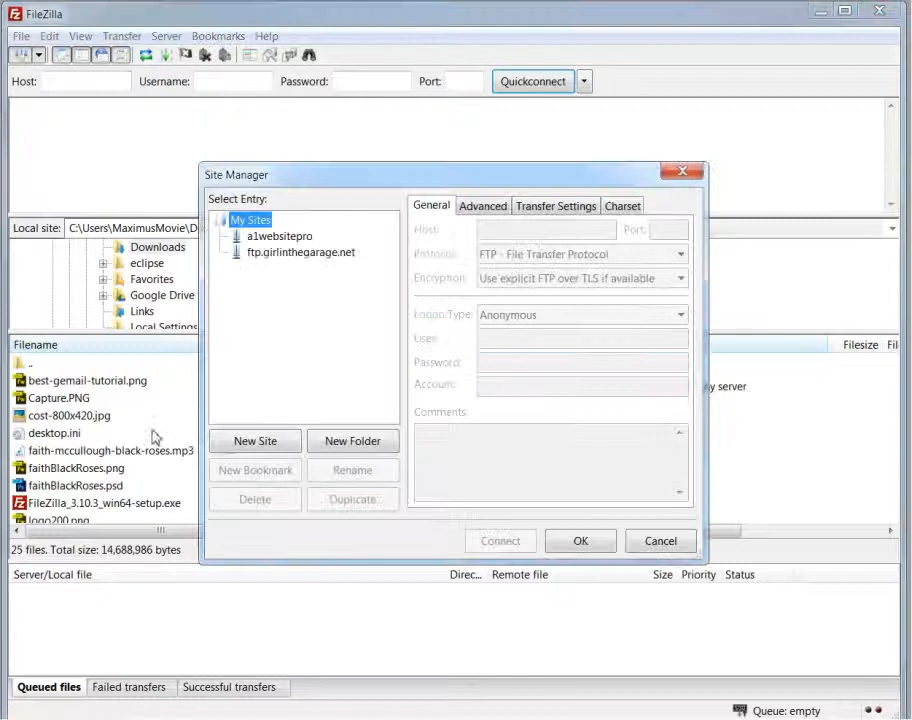 FileZilla
File Edit View Transfer Server Bookmarks Help
Host: Username: Password: Port: Quickconnect
Site Manager
Select Entry:
My Sites
a1websitepro
ftp.girlinthegarage.net
New Site New Folder
New Bookmark Rename
Delete Duplicate
General Advanced Transfer Settings Charset
Host: Port:
Protocol: FTP - File Transfer Protocol
Encryption: Use explicit FTP over TLS if available
Logon Type: Anonymous
User:
Password:
Account:
Comments:
Connect OK Cancel
Local site: C:\Users\MaximusMovie\D
Downloads
eclipse
Favorites
Google Drive
Links
Local Settings
Filename Filesize Fil
..
best-gemail-tutorial.png
Capture.PNG
cost-800x420.jpg
desktop.ini
faith-mccullough-black-roses.mp3
faithBlackRoses.png
faithBlackRoses.psd
FileZilla_3.10.3_win64-setup.exe
logo200.png
ny server
25 files. Total size: 14,688,986 bytes
Server/Local file Direc... Remote file Size Priority Status
Queued files Failed transfers Successful transfers
Queue: empty